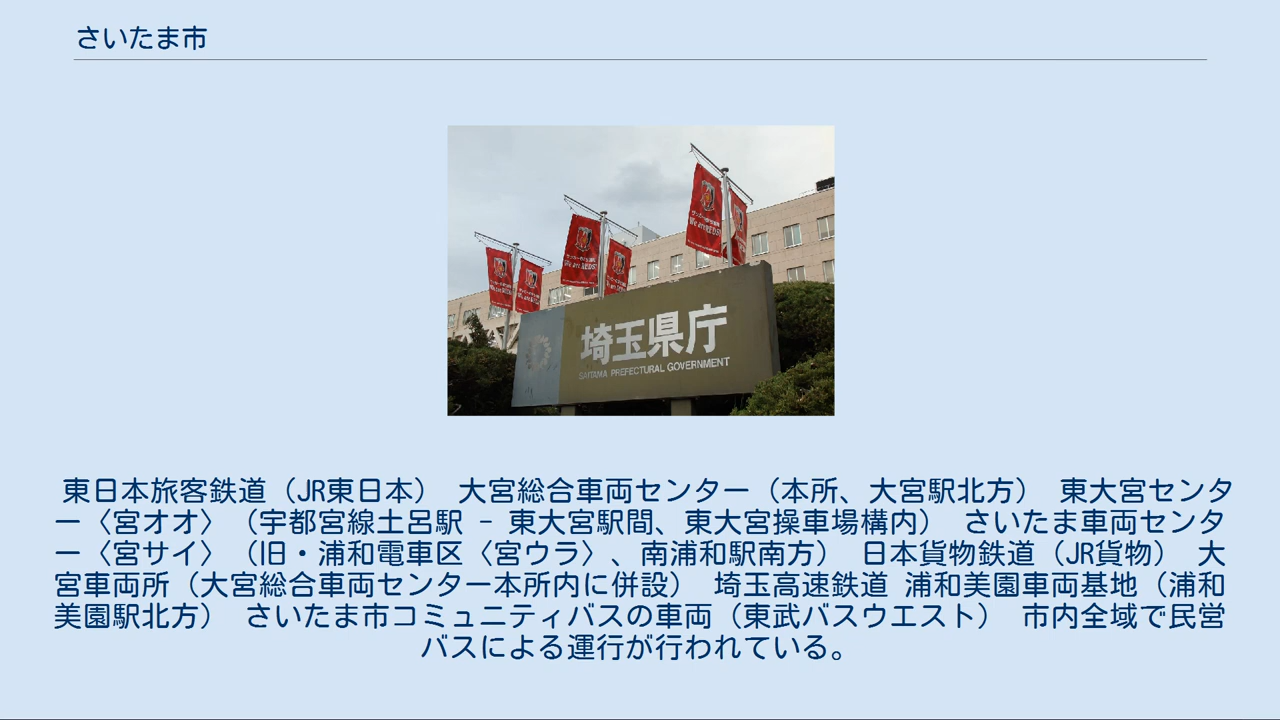 さいたま市
We are REDS!
We are REDS!
埼玉県庁
SAITAMA PREFECTURAL GOVERNMENT
東日本旅客鉄道（JR東日本） 大宮総合車両センター（本所、大宮駅北方） 東大宮センタ
ー〈宮オオ〉（宇都宮線土呂駅 - 東大宮駅間、東大宮操車場構内） さいたま車両センタ
ー〈宮サイ〉（旧・浦和電車区〈宮ウラ〉、南浦和駅南方） 日本貨物鉄道（JR貨物） 大
宮車両所（大宮総合車両センター本所内に併設） 埼玉高速鉄道 浦和美園車両基地（浦和
美園駅北方） さいたま市コミュニティバスの車両（東武バスウエスト） 市内全域で民営
バスによる運行が行われている。